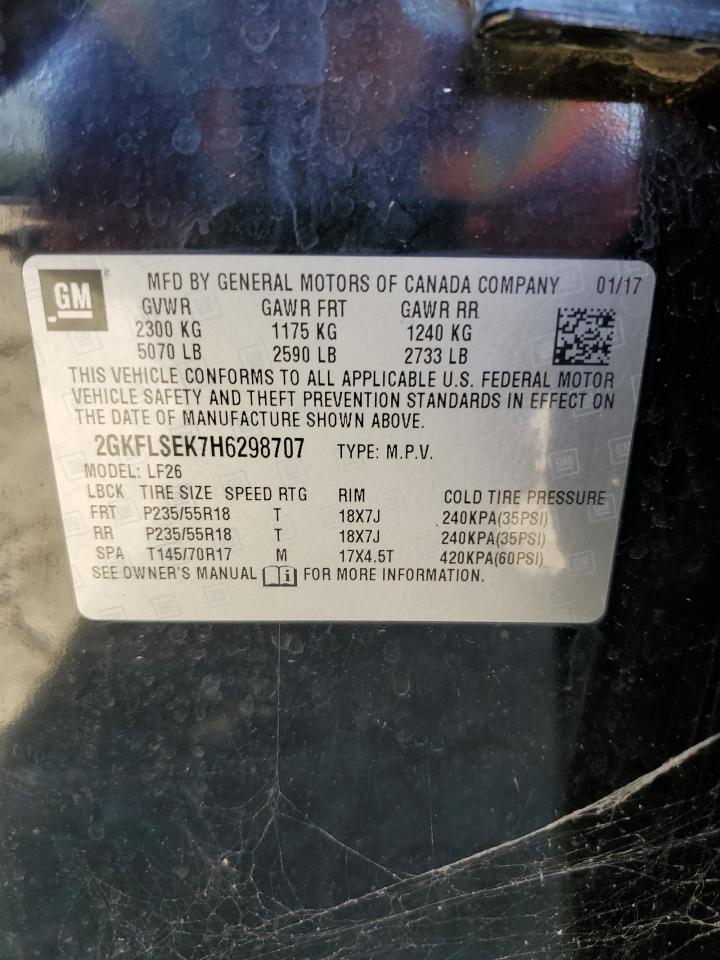 GM MFD BY GENERAL MOTORS OF CANADA COMPANY 01/17
GVWR GAWR FRT GAWR RR
2300 KG 1175 KG 1240 KG
5070 LB 2590 LB 2733 LB
THIS VEHICLE CONFORMS TO ALL APPLICABLE U.S. FEDERAL MOTOR
VEHICLE SAFETY AND THEFT PREVENTION STANDARDS IN EFFECT ON
THE DATE OF MANUFACTURE SHOWN ABOVE.
2GKFLSEK7H6298707 TYPE: M.P.V.
MODEL: LF26
LBCK TIRE SIZE SPEED RTG RIM COLD TIRE PRESSURE
FRT P235/55R18 T 18X7J 240KPA(35PSI)
RR P235/55R18 T 18X7J 240KPA(35PSI)
SPA T145/70R17 M 17X4.5T 420KPA(60PSI)
SEE OWNER'S MANUAL i FOR MORE INFORMATION.